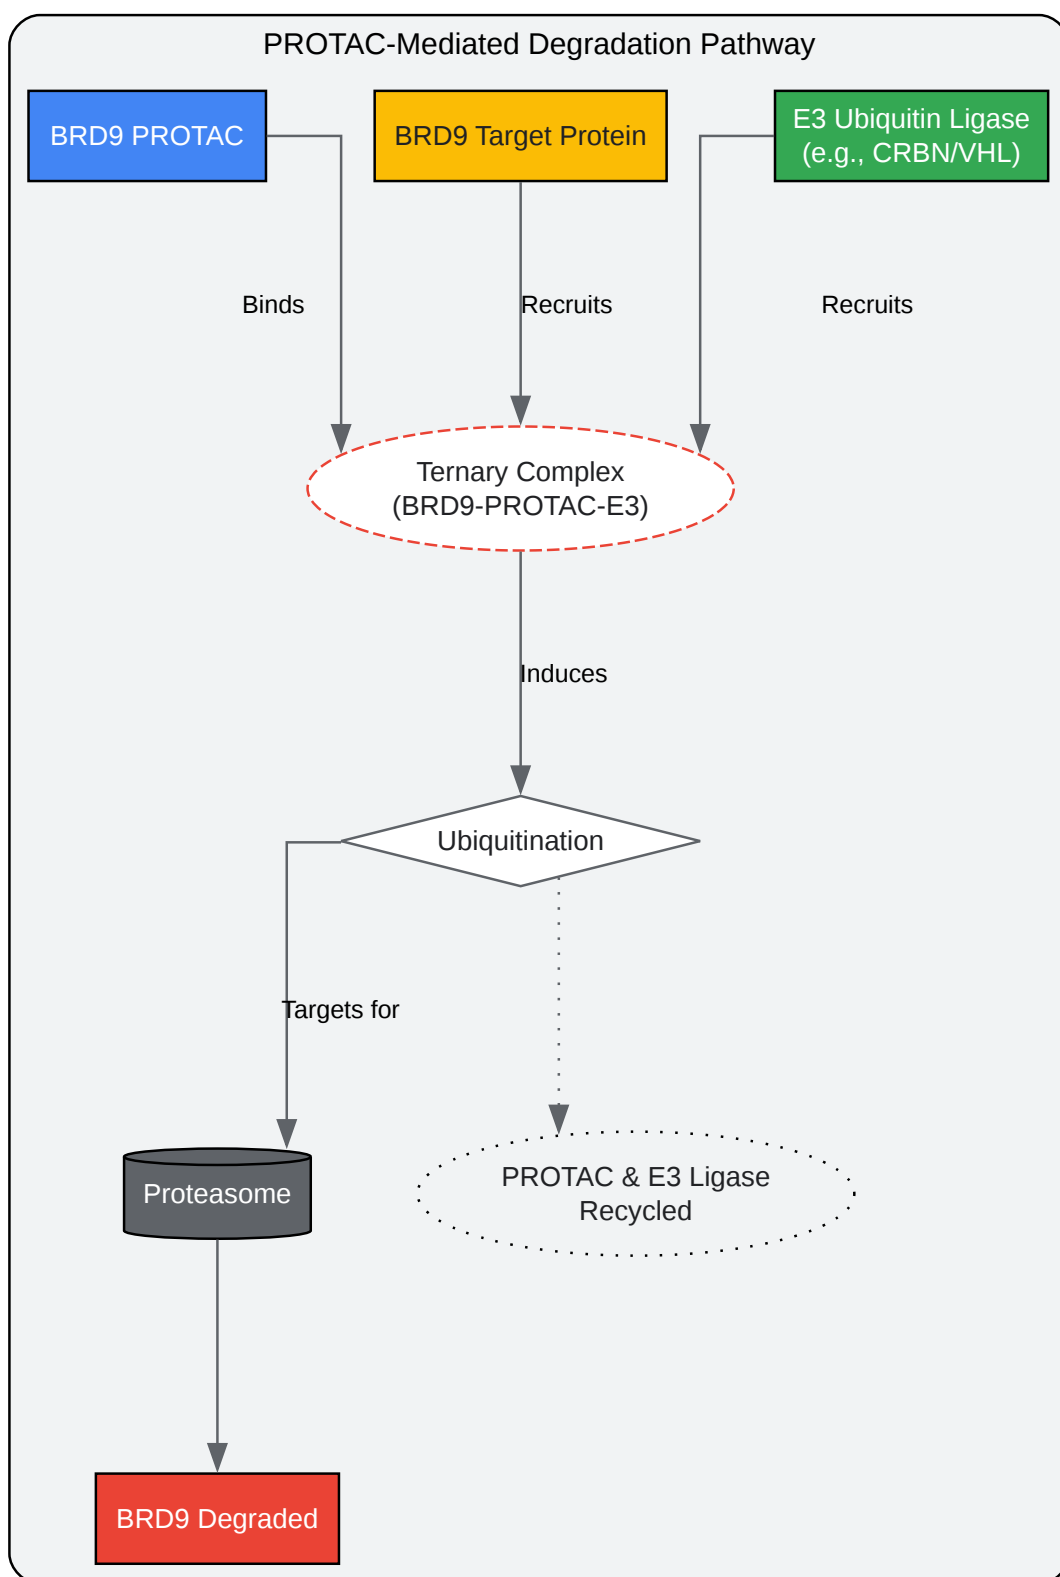 PROTAC-Mediated Degradation Pathway
BRD9 PROTAC
BRD9 Target Protein
E3 Ubiquitin Ligase
(e.g., CRBN/VHL)
Binds
Recruits
Recruits
Ternary Complex
(BRD9-PROTAC-E3)
Induces
Ubiquitination
Targets for
Proteasome
PROTAC & E3 Ligase
Recycled
BRD9 Degraded